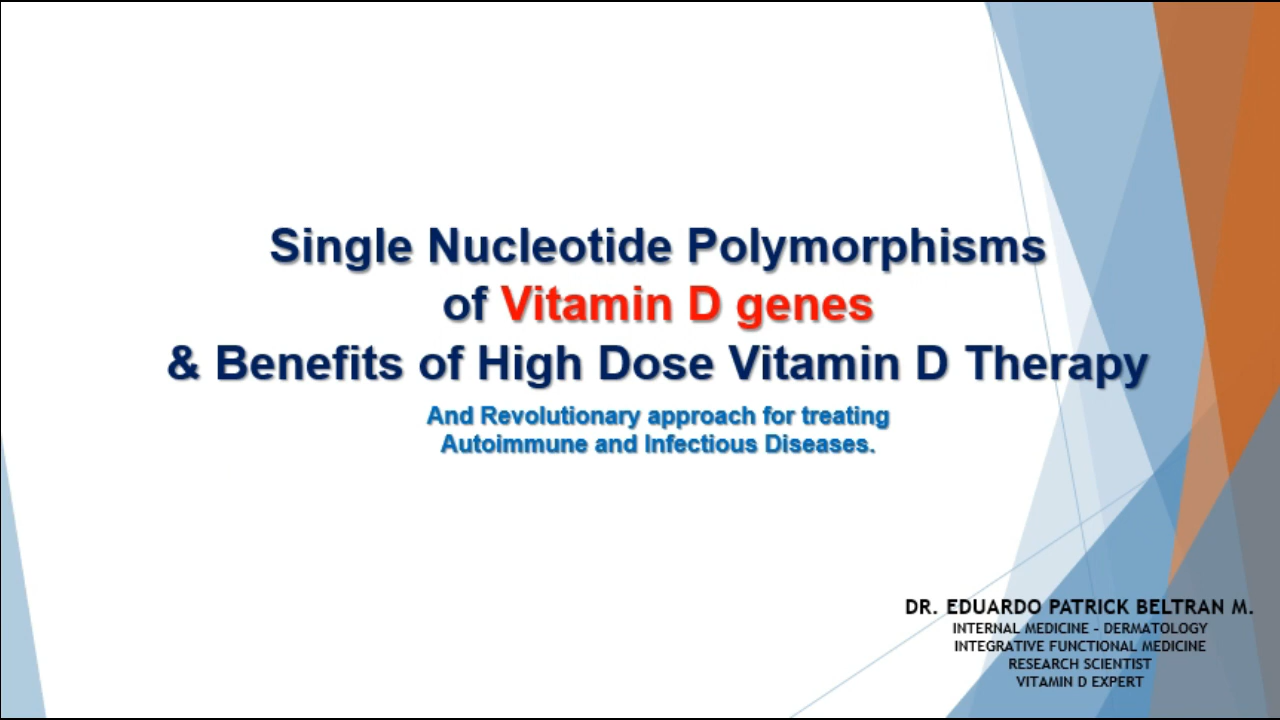 Single Nucleotide Polymorphisms
of Vitamin D genes
& Benefits of High Dose Vitamin D Therapy
And Revolutionary approach for treating
Autoimmune and Infectious Diseases.
DR. EDUARDO PATRICK BELTRAN M.
INTERNAL MEDICINE - DERMATOLOGY
INTEGRATIVE FUNCTIONAL MEDICINE
RESEARCH SCIENTIST
VITAMIN D EXPERT